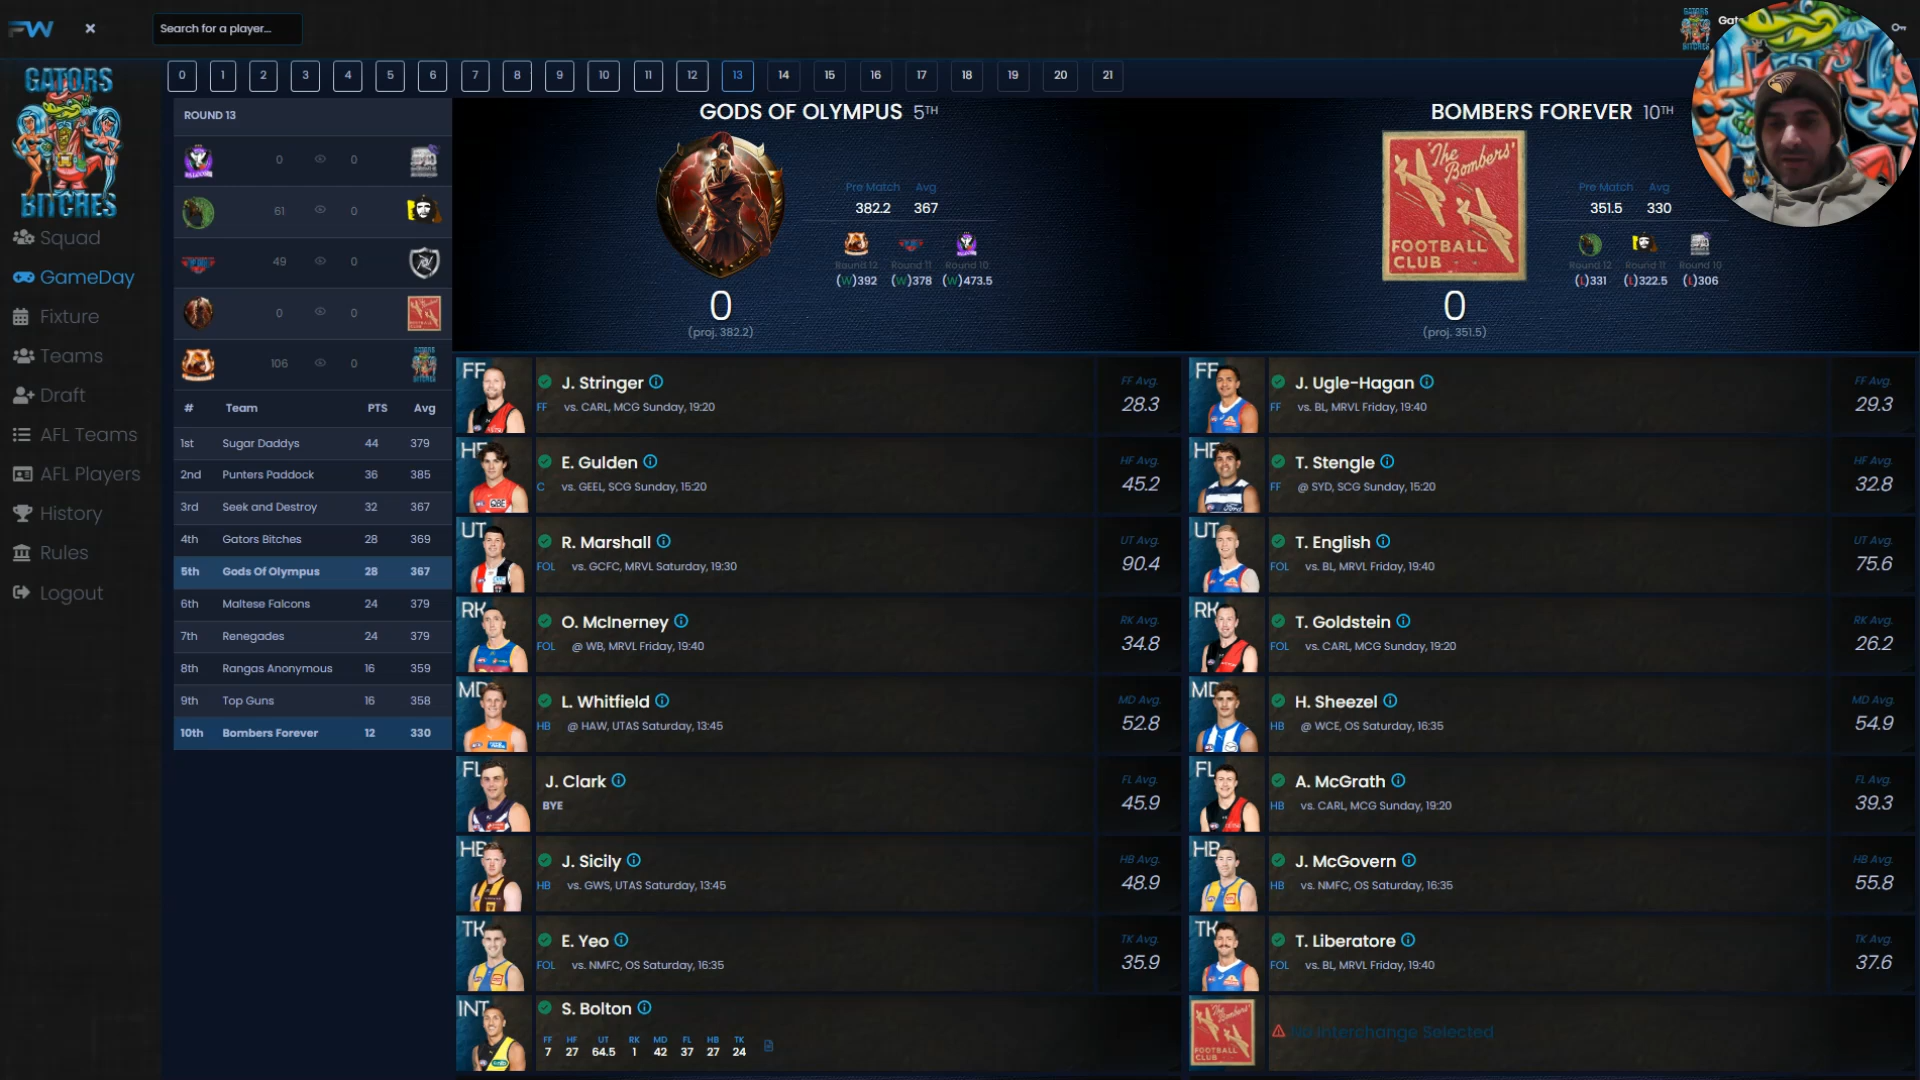 FW
Search for a player...
GATORS
BITCHES
Squad
GameDay
Fixture
Teams
Draft
AFL Teams
AFL Players
History
Rules
Logout
0 1 2 3 4 5 6 7 8 9 10 11 12 13 14 15 16 17 18 19 20 21
ROUND 13
0 0
61 0
49 0
0 0
106 0
# Team PTS Avg
1st Sugar Daddys 44 379
2nd Punters Paddock 36 385
3rd Seek and Destroy 32 367
4th Gators Bitches 28 369
5th Gods Of Olympus 28 367
6th Maltese Falcons 24 379
7th Renegades 24 379
8th Rangas Anonymous 16 359
9th Top Guns 16 358
10th Bombers Forever 12 330
GODS OF OLYMPUS 5TH
Pre Match Avg
382.2 367
Round 12 Round 11 Round 10
(W)392 (W)378 (W)473.5
0
(proj. 382.2)
BOMBERS FOREVER 10TH
'The Bombers'
FOOTBALL
CLUB
Pre Match Avg
351.5 330
Round 12 Round 11 Round 10
(L)331 (L)322.5 (L)306
0
(proj. 351.5)
FF J. Stringer
FF vs. CARL, MCG Sunday, 19:20
FF Avg.
28.3
HF E. Gulden
C vs. GEEL, SCG Sunday, 15:20
HF Avg.
45.2
UT R. Marshall
FOL vs. GCFC, MRVL Saturday, 19:30
UT Avg.
90.4
RK O. McInerney
FOL @ WB, MRVL Friday, 19:40
RK Avg.
34.8
MD L. Whitfield
HB @ HAW, UTAS Saturday, 13:45
MD Avg.
52.8
FL J. Clark
BYE
FL Avg.
45.9
HB J. Sicily
HB vs. GWS, UTAS Saturday, 13:45
HB Avg.
48.9
TK E. Yeo
FOL vs. NMFC, OS Saturday, 16:35
TK Avg.
35.9
INT S. Bolton
FF HF UT RK MD FL HB TK
7 27 64.5 1 42 37 27 24
FF J. Ugle-Hagan
FF vs. BL, MRVL Friday, 19:40
FF Avg.
29.3
HF T. Stengle
FF @ SYD, SCG Sunday, 15:20
HF Avg.
32.8
UT T. English
FOL vs. BL, MRVL Friday, 19:40
UT Avg.
75.6
RK T. Goldstein
FOL vs. CARL, MCG Sunday, 19:20
RK Avg.
26.2
MD H. Sheezel
HB @ WCE, OS Saturday, 16:35
MD Avg.
54.9
FL A. McGrath
HB vs. CARL, MCG Sunday, 19:20
FL Avg.
39.3
HB J. McGovern
HB vs. NMFC, OS Saturday, 16:35
HB Avg.
55.8
TK T. Liberatore
FOL vs. BL, MRVL Friday, 19:40
TK Avg.
37.6
FOOTBALL
CLUB
No Interchange Selected